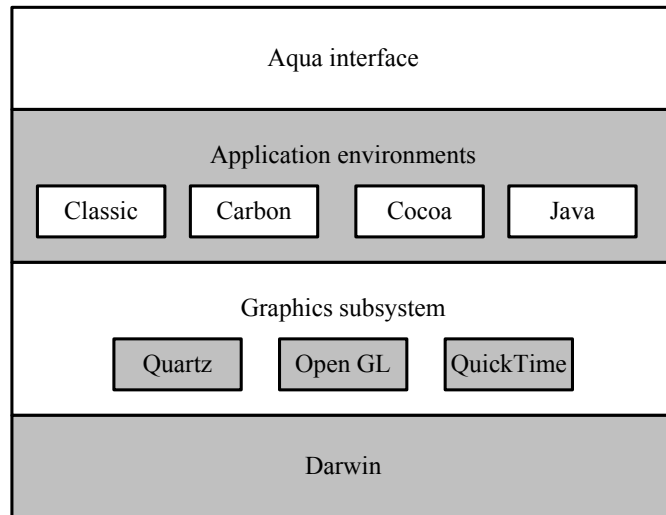 Aqua interface
Application environments
Classic Carbon Cocoa Java
Graphics subsystem
Quartz Open GL QuickTime
Darwin